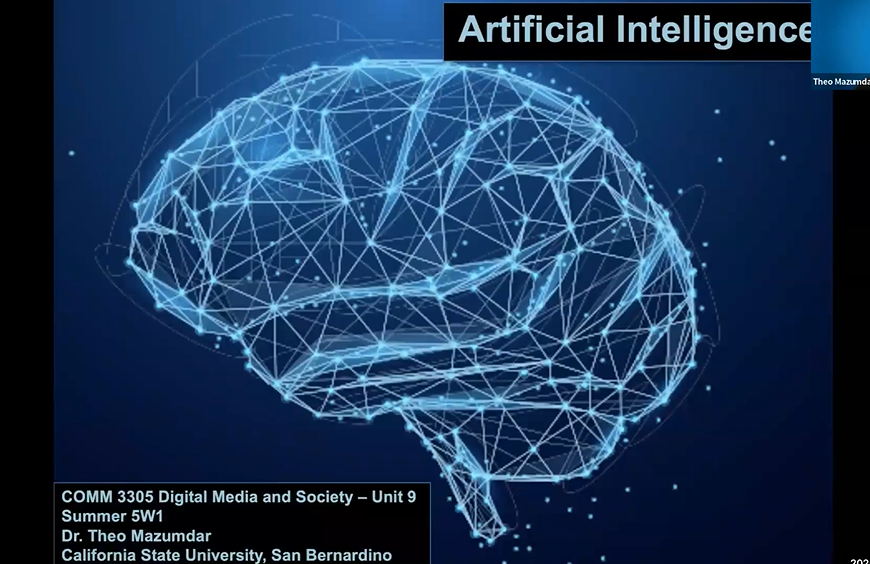 Artificial Intelligence
Theo Mazumda
COMM 3305 Digital Media and Society – Unit 9
Summer 5W1
Dr. Theo Mazumdar
California State University, San Bernardino
202